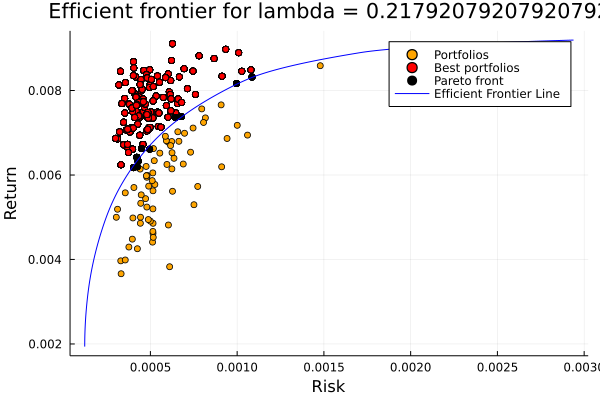 Efficient frontier for lambda = 0.2179207920792079
Portfolios
Best portfolios
Pareto front
Efficient Frontier Line
0.008
0.006
0.004
0.002
Return
0.0005
0.0010
0.0015
0.0020
0.0025
0.0030
Risk